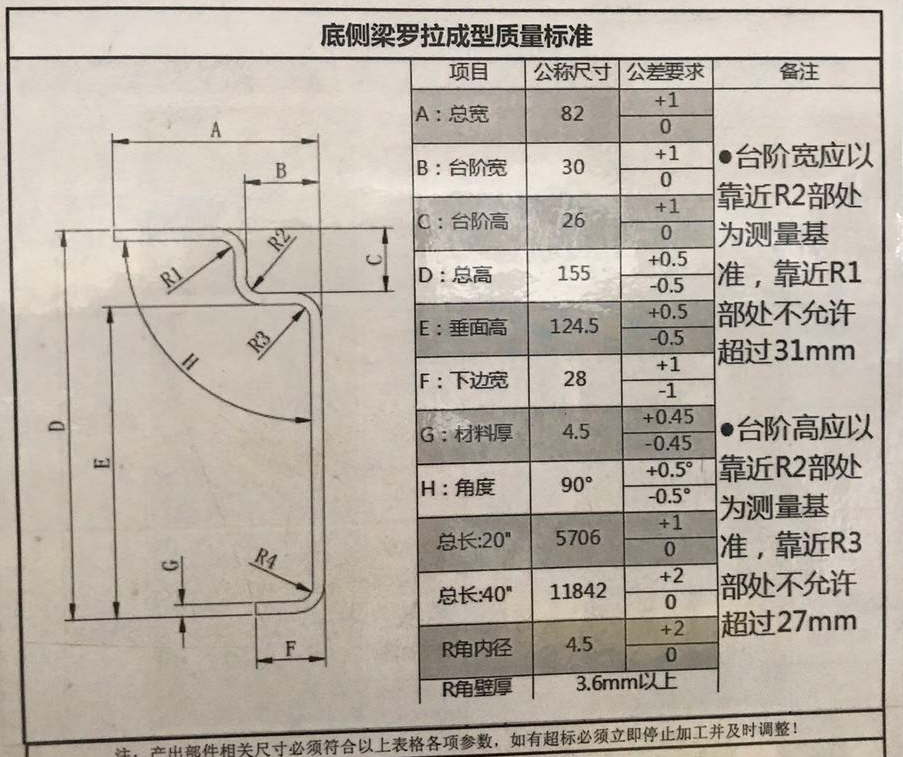 底侧梁罗拉成型质量标准
项目 公称尺寸 公差要求 备注
A：总宽 82 +1 0
B：台阶宽 30 +1 0
C：台阶高 26 +1 0
D：总高 155 +0.5 -0.5
E：垂面高 124.5 +0.5 -0.5
F：下边宽 28 +1 -1
G：材料厚 4.5 +0.45 -0.45
H：角度 90° +0.5° -0.5°
总长:20" 5706 +1 0
总长:40" 11842 +2 0
R角内径 4.5 +2 0
R角壁厚 3.6mm以上
●台阶宽应以
靠近R2部处
为测量基
准，靠近R1
部处不允许
超过31mm
●台阶高应以
靠近R2部处
为测量基
准，靠近R3
部处不允许
超过27mm
A
B
R2
C
R1
R3
H
D
E
R4
G
F
注：产出部件相关尺寸必须符合以上表格各项参数，如有超标必须立即停止加工并及时调整！